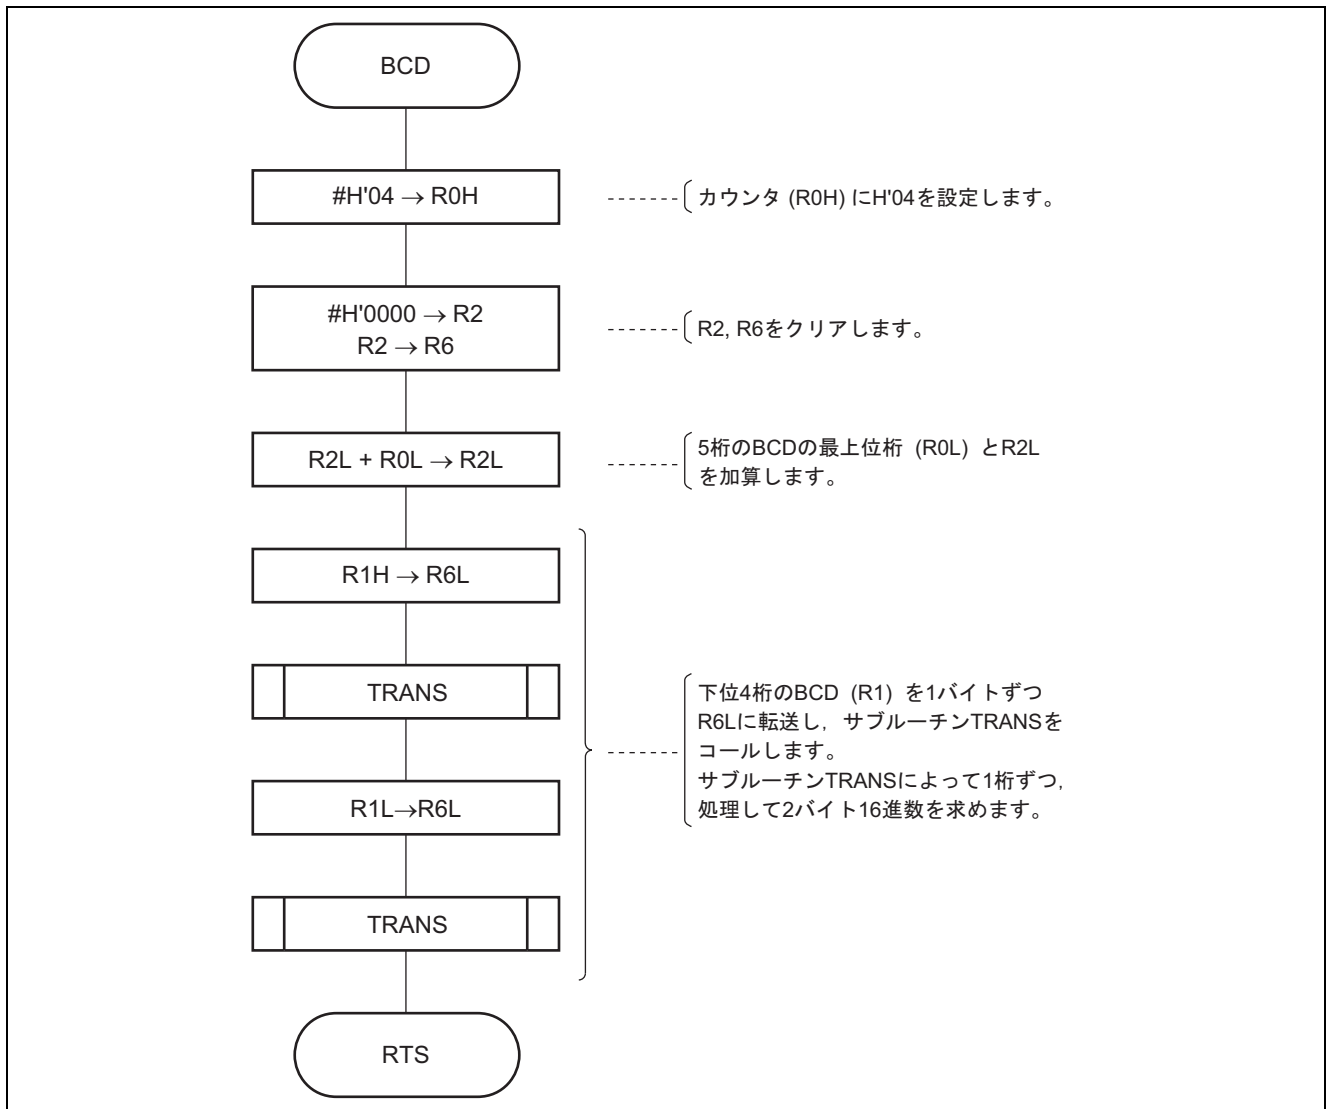 BCD
#H'04 → R0H
カウンタ (R0H) にH'04を設定します。
#H'0000 → R2
R2 → R6
R2, R6をクリアします。
R2L + R0L → R2L
5桁のBCDの最上位桁 (R0L) とR2L
を加算します。
R1H → R6L
TRANS
下位4桁のBCD (R1) を1バイトずつ
R6Lに転送し, サブルーチンTRANSを
コールします。
サブルーチンTRANSによって1桁ずつ,
処理して2バイト16進数を求めます。
R1L→R6L
TRANS
RTS